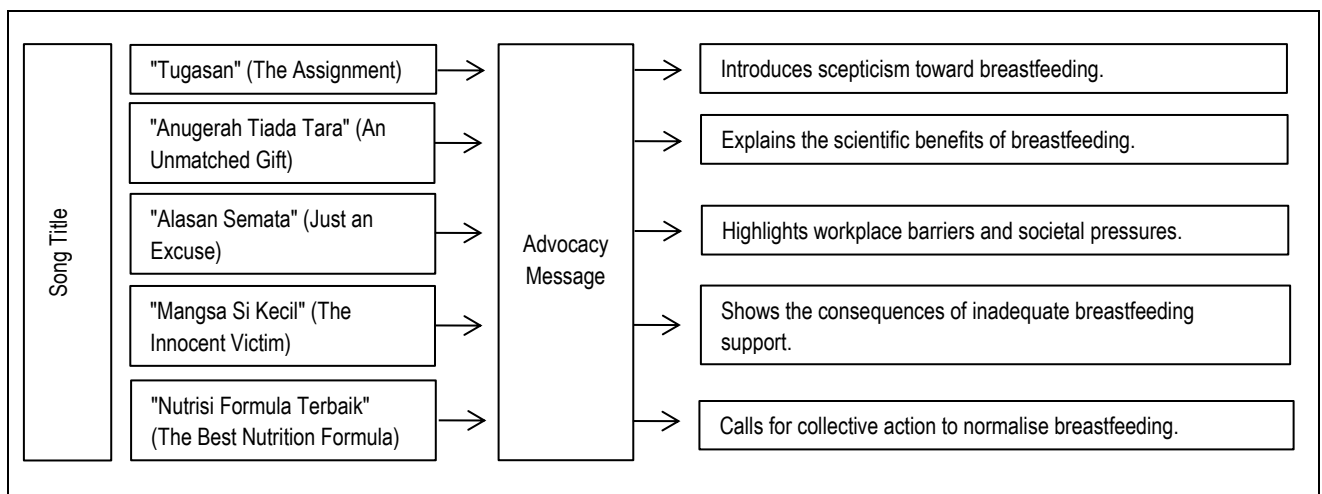 Song Title
"Tugasan" (The Assignment)
"Anugerah Tiada Tara" (An
Unmatched Gift)
"Alasan Semata" (Just an
Excuse)
"Mangsa Si Kecil" (The
Innocent Victim)
"Nutrisi Formula Terbaik"
(The Best Nutrition Formula)
Advocacy
Message
Introduces scepticism toward breastfeeding.
Explains the scientific benefits of breastfeeding.
Highlights workplace barriers and societal pressures.
Shows the consequences of inadequate breastfeeding
support.
Calls for collective action to normalise breastfeeding.